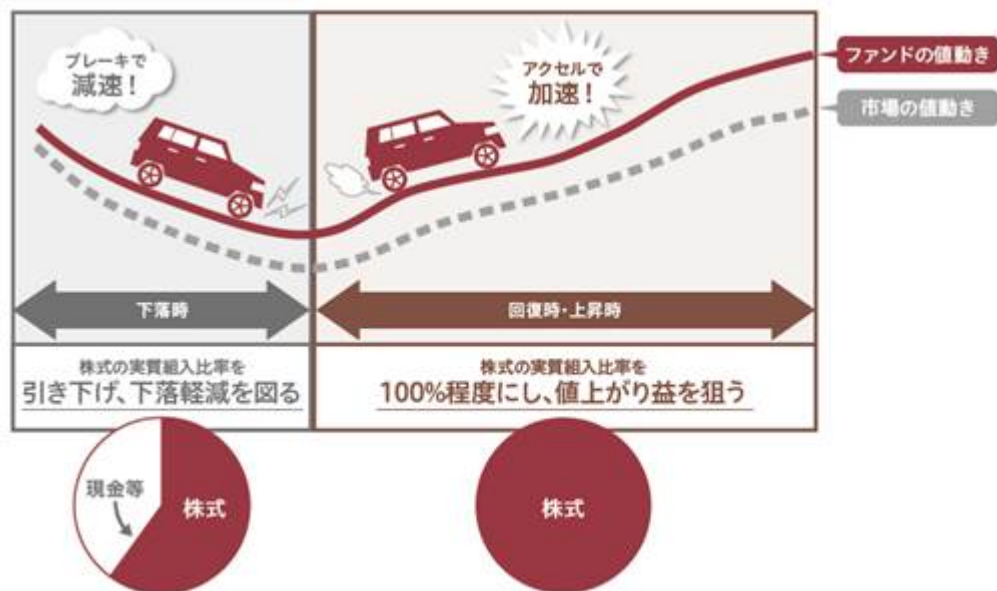 ブレーキで
減速！
アクセルで
加速！
ファンドの値動き
市場の値動き
下落時
回復時・上昇時
株式の実質組入比率を
引き下げ、下落軽減を図る
株式の実質組入比率を
100%程度にし、値上がり益を狙う
現金等
株式
株式